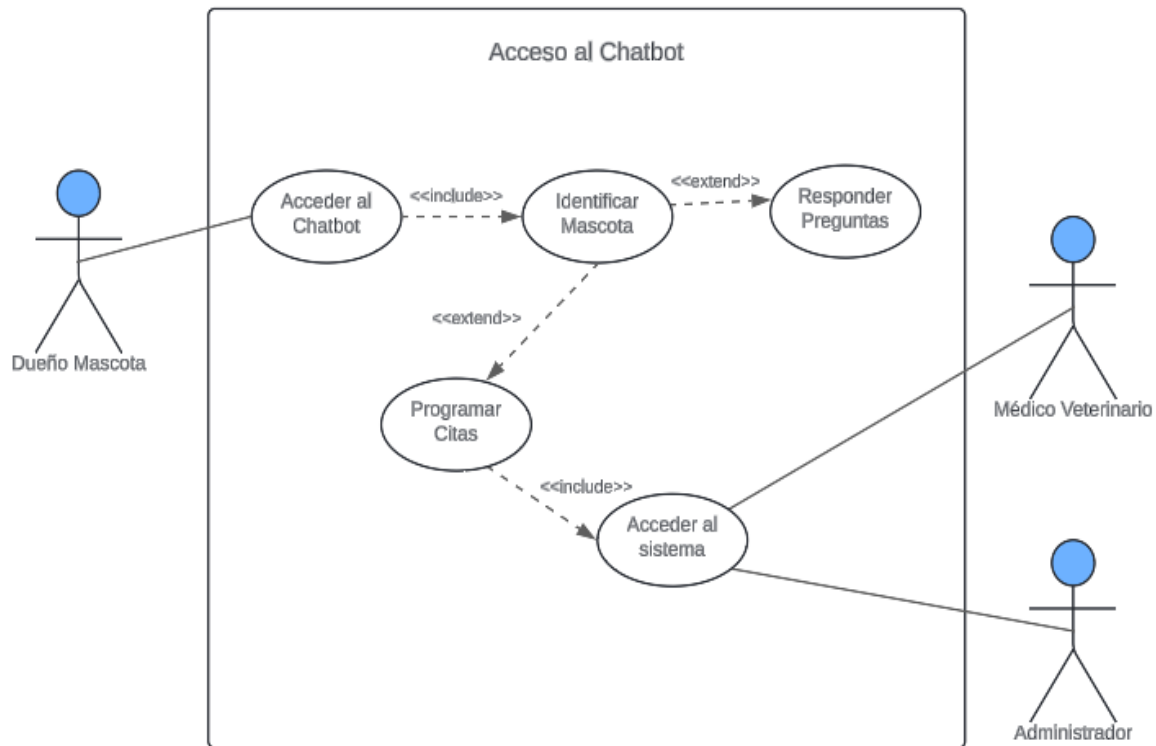 Acceso al Chatbot
Acceder al
Chatbot
<<include>>
Identificar
Mascota
<<extend>>
Responder
Preguntas
Dueño Mascota
<<extend>>
Médico Veterinario
Programar
Citas
<<include>>
Acceder al
sistema
Administrador